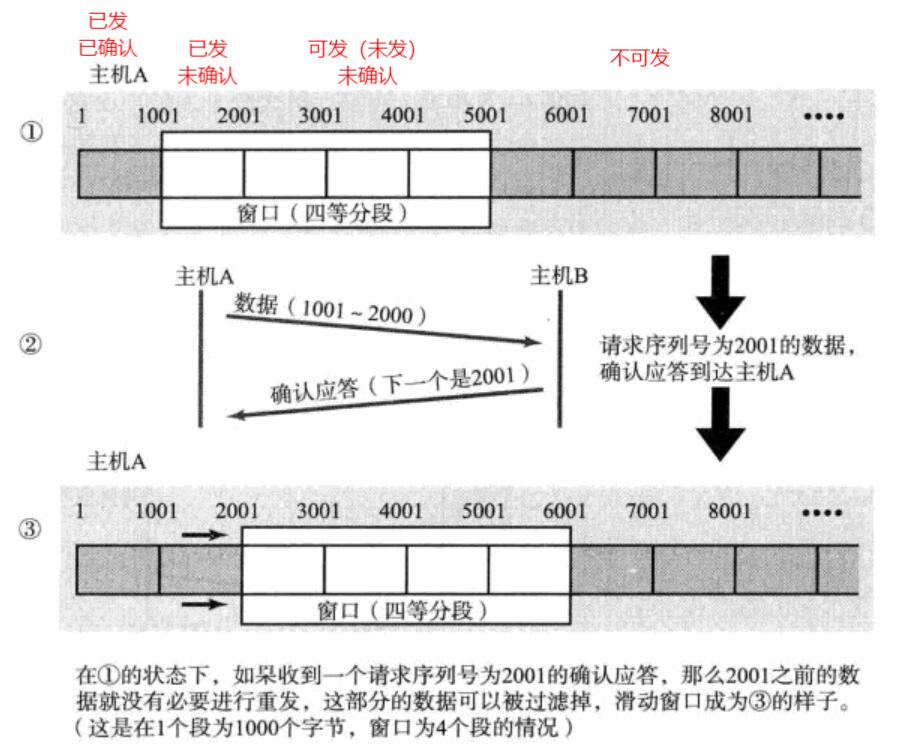 已发
已确认
已发
未确认
可发（未发）
未确认
不可发
主机A
① 1 1001 2001 3001 4001 5001 6001 7001 8001 ••••
窗口（四等分段）
主机A
主机B
②
数据（1001 ~ 2000）
确认应答（下一个是2001）
请求序列号为2001的数据，
确认应答到达主机A
主机A
③ 1 1001 2001 3001 4001 5001 6001 7001 8001 ••••
窗口（四等分段）
在①的状态下，如果收到一个请求序列号为2001的确认应答，那么2001之前的数
据就没有必要进行重发，这部分的数据可以被过滤掉，滑动窗口成为③的样子。
（这是在1个段为1000个字节，窗口为4个段的情况）